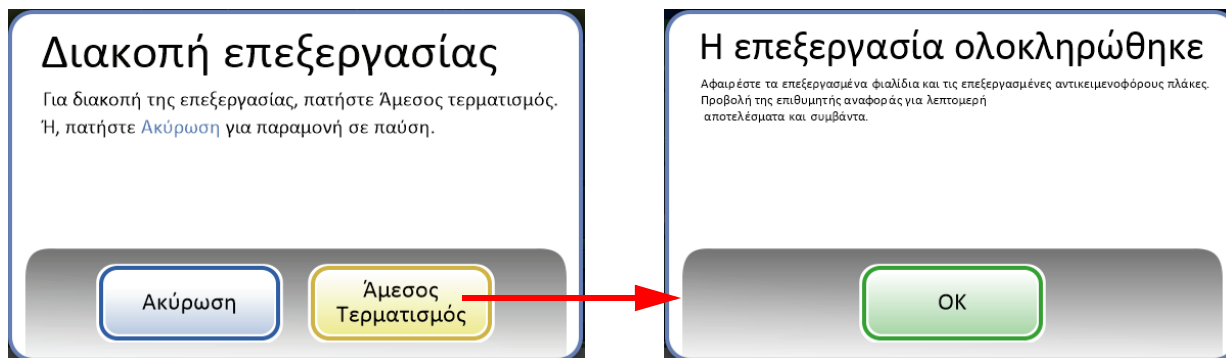 Διακοπή επεξεργασίας
Για διακοπή της επεξεργασίας, πατήστε Άμεσος τερματισμός.
Ή, πατήστε Ακύρωση για παραμονή σε παύση.
Ακύρωση
Άμεσος
Τερματισμός
Η επεξεργασία ολοκληρώθηκε
Αφαιρέστε τα επεξεργασμένα φιαλίδια και τις επεξεργασμένες αντικειμενοφόρους πλάκες.
Προβολή της επιθυμητής αναφοράς για λεπτομερή
αποτελέσματα και συμβάντα.
OK